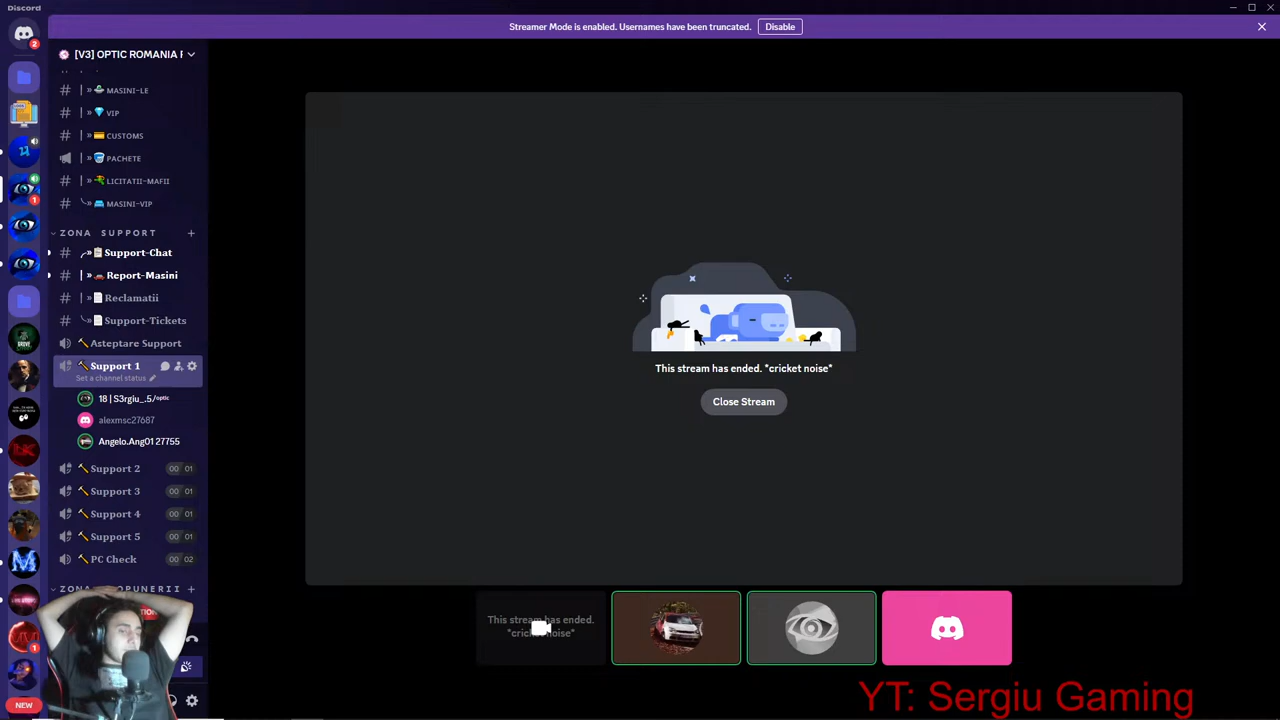 Discord
Streamer Mode is enabled. Usernames have been truncated.
Disable
2
[V3] OPTIC ROMANIA F
MASINI-LE
VIP
CUSTOMS
PACHETE
LICITATII-MAFII
MASINI-VIP
1
ZONA SUPPORT
Support-Chat
Report-Masini
Reclamatii
Support-Tickets
Asteptare Support
Support 1
Set a channel status
18 | S3rgiu_.5/optic
alexmsc27687
Angelo.Ang01 27755
Support 2 00 01
Support 3 00 01
Support 4 00 01
Support 5 00 01
PC Check 00 02
This stream has ended. *cricket noise*
Close Stream
This stream has ended.
1
NEW
YT: Sergiu Gaming